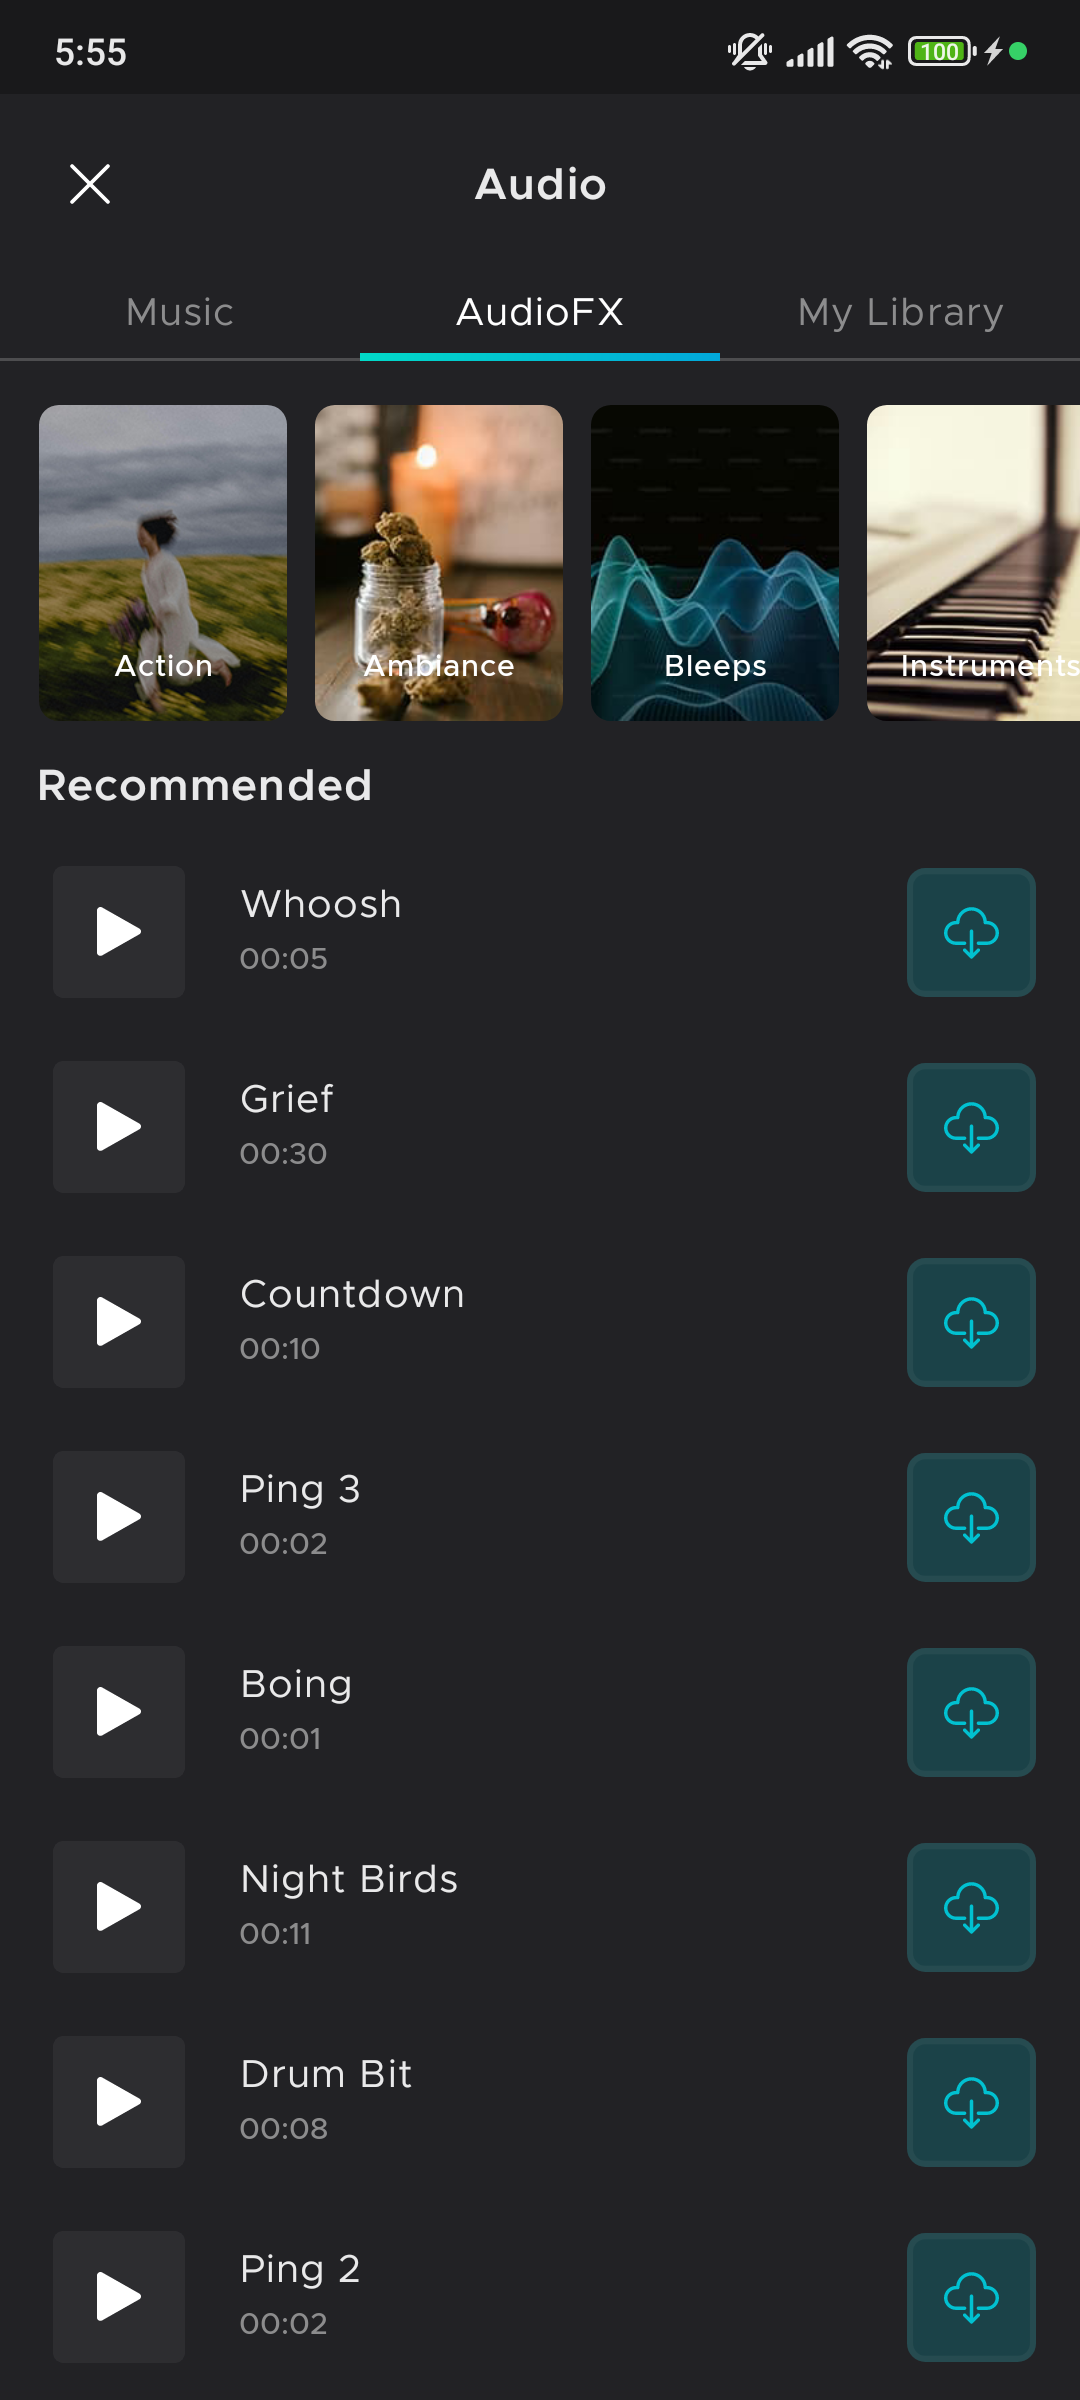 5:55
100
Audio
Music
AudioFX
My Library
Action
Ambiance
Bleeps
Instruments
Recommended
Whoosh
00:05
Grief
00:30
Countdown
00:10
Ping 3
00:02
Boing
00:01
Night Birds
00:11
Drum Bit
00:08
Ping 2
00:02